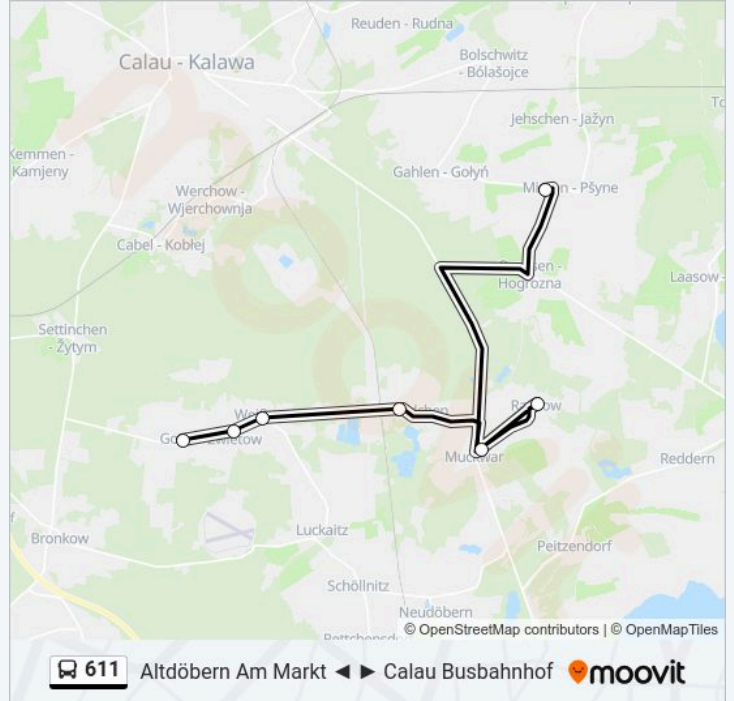 Reuden - Rudna
Bolschwitz
- Bólašojce
Calau - Kalawa
Jehschen - Jažyn
Kemmen -
Kamjeny
Gahlen - Gołyń
Pšyne
Werchow -
Wjerchownja
Cabel - Kobłej
Hogrozna
Laasow -
Settinchen
- Žytym
Muckwar
Reddern
Bronkow
Luckaitz
Peitzendorf
Schöllnitz
Neudöbern
© OpenStreetMap contributors | © OpenMapTiles
611 Altdöbern Am Markt ◄ ► Calau Busbahnhof moovit